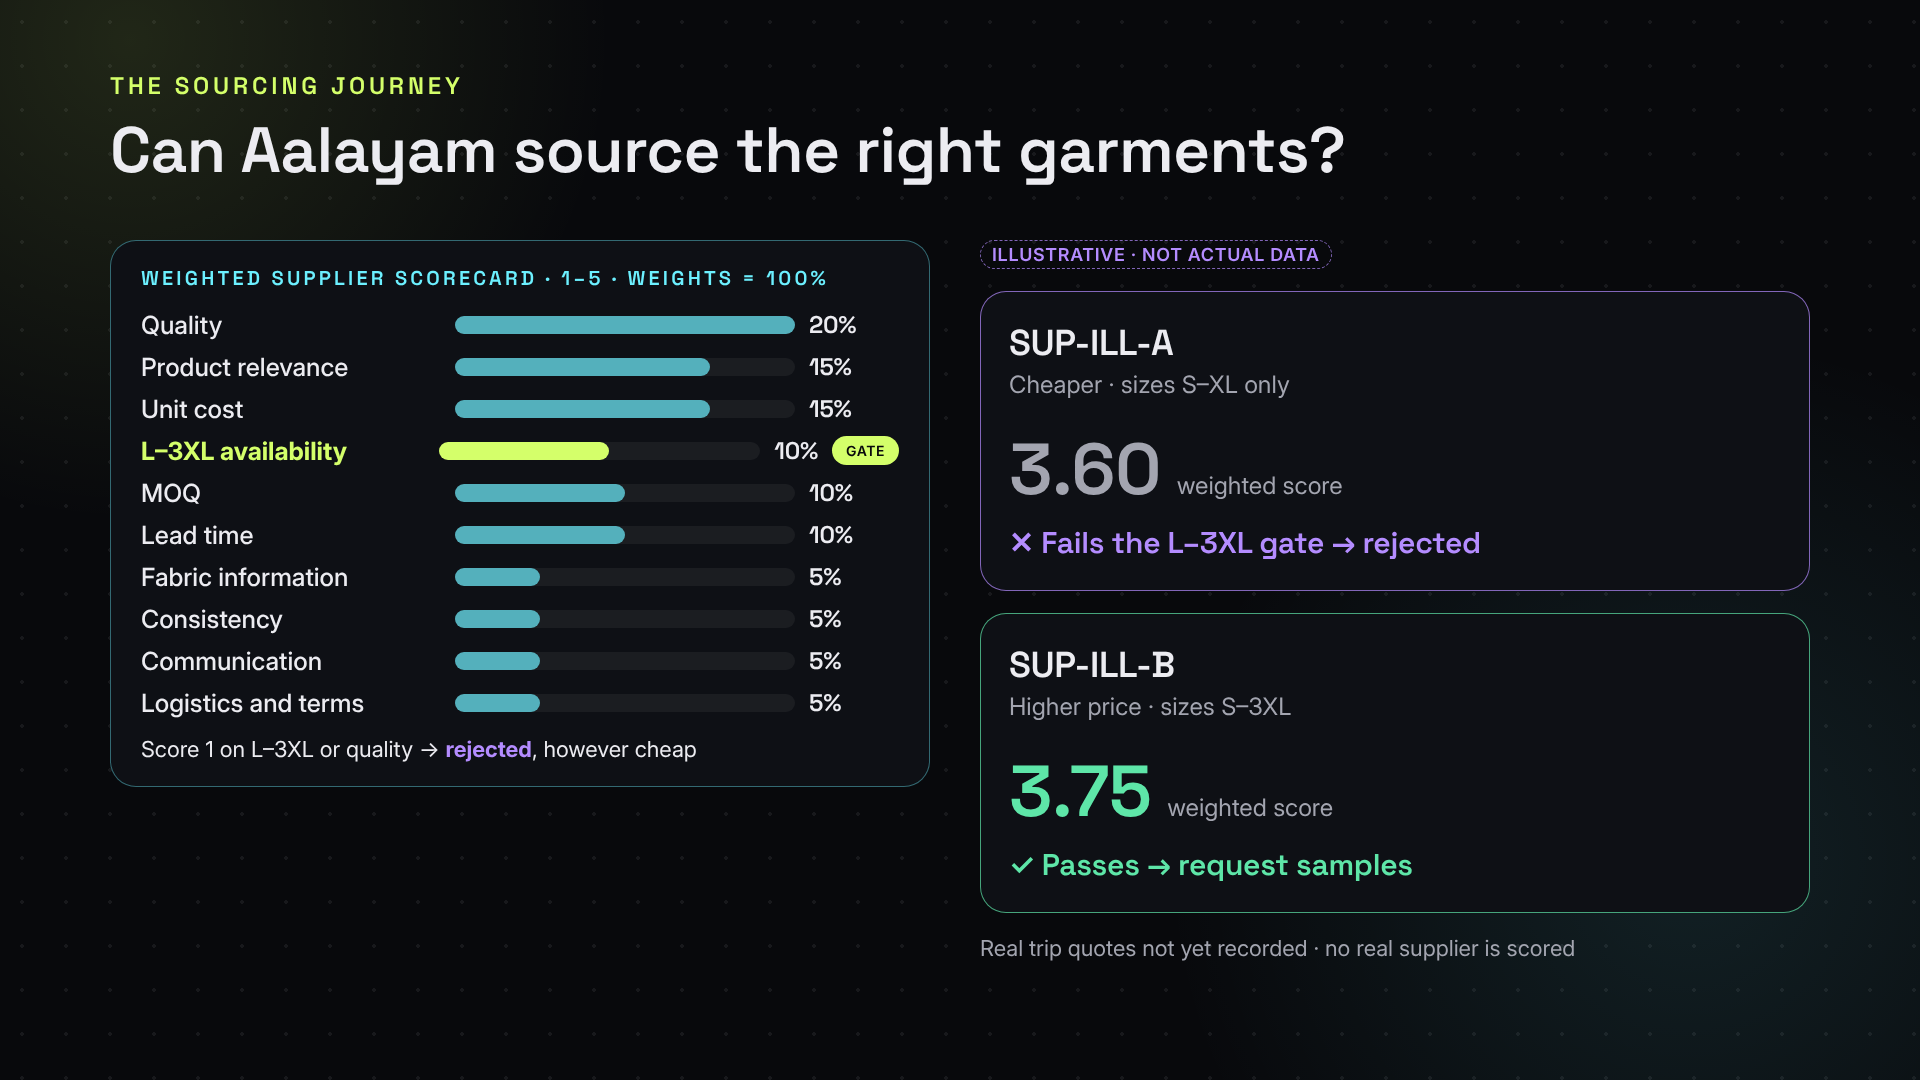 THE SOURCING JOURNEY
Can Aalayam source the right garments?
WEIGHTED SUPPLIER SCORECARD · 1–5 · WEIGHTS = 100%
Quality 20%
Product relevance 15%
Unit cost 15%
L–3XL availability 10% GATE
MOQ 10%
Lead time 10%
Fabric information 5%
Consistency 5%
Communication 5%
Logistics and terms 5%
Score 1 on L–3XL or quality → rejected, however cheap
ILLUSTRATIVE · NOT ACTUAL DATA
SUP-ILL-A
Cheaper · sizes S–XL only
3.60 weighted score
✕ Fails the L–3XL gate → rejected
SUP-ILL-B
Higher price · sizes S–3XL
3.75 weighted score
✓ Passes → request samples
Real trip quotes not yet recorded · no real supplier is scored